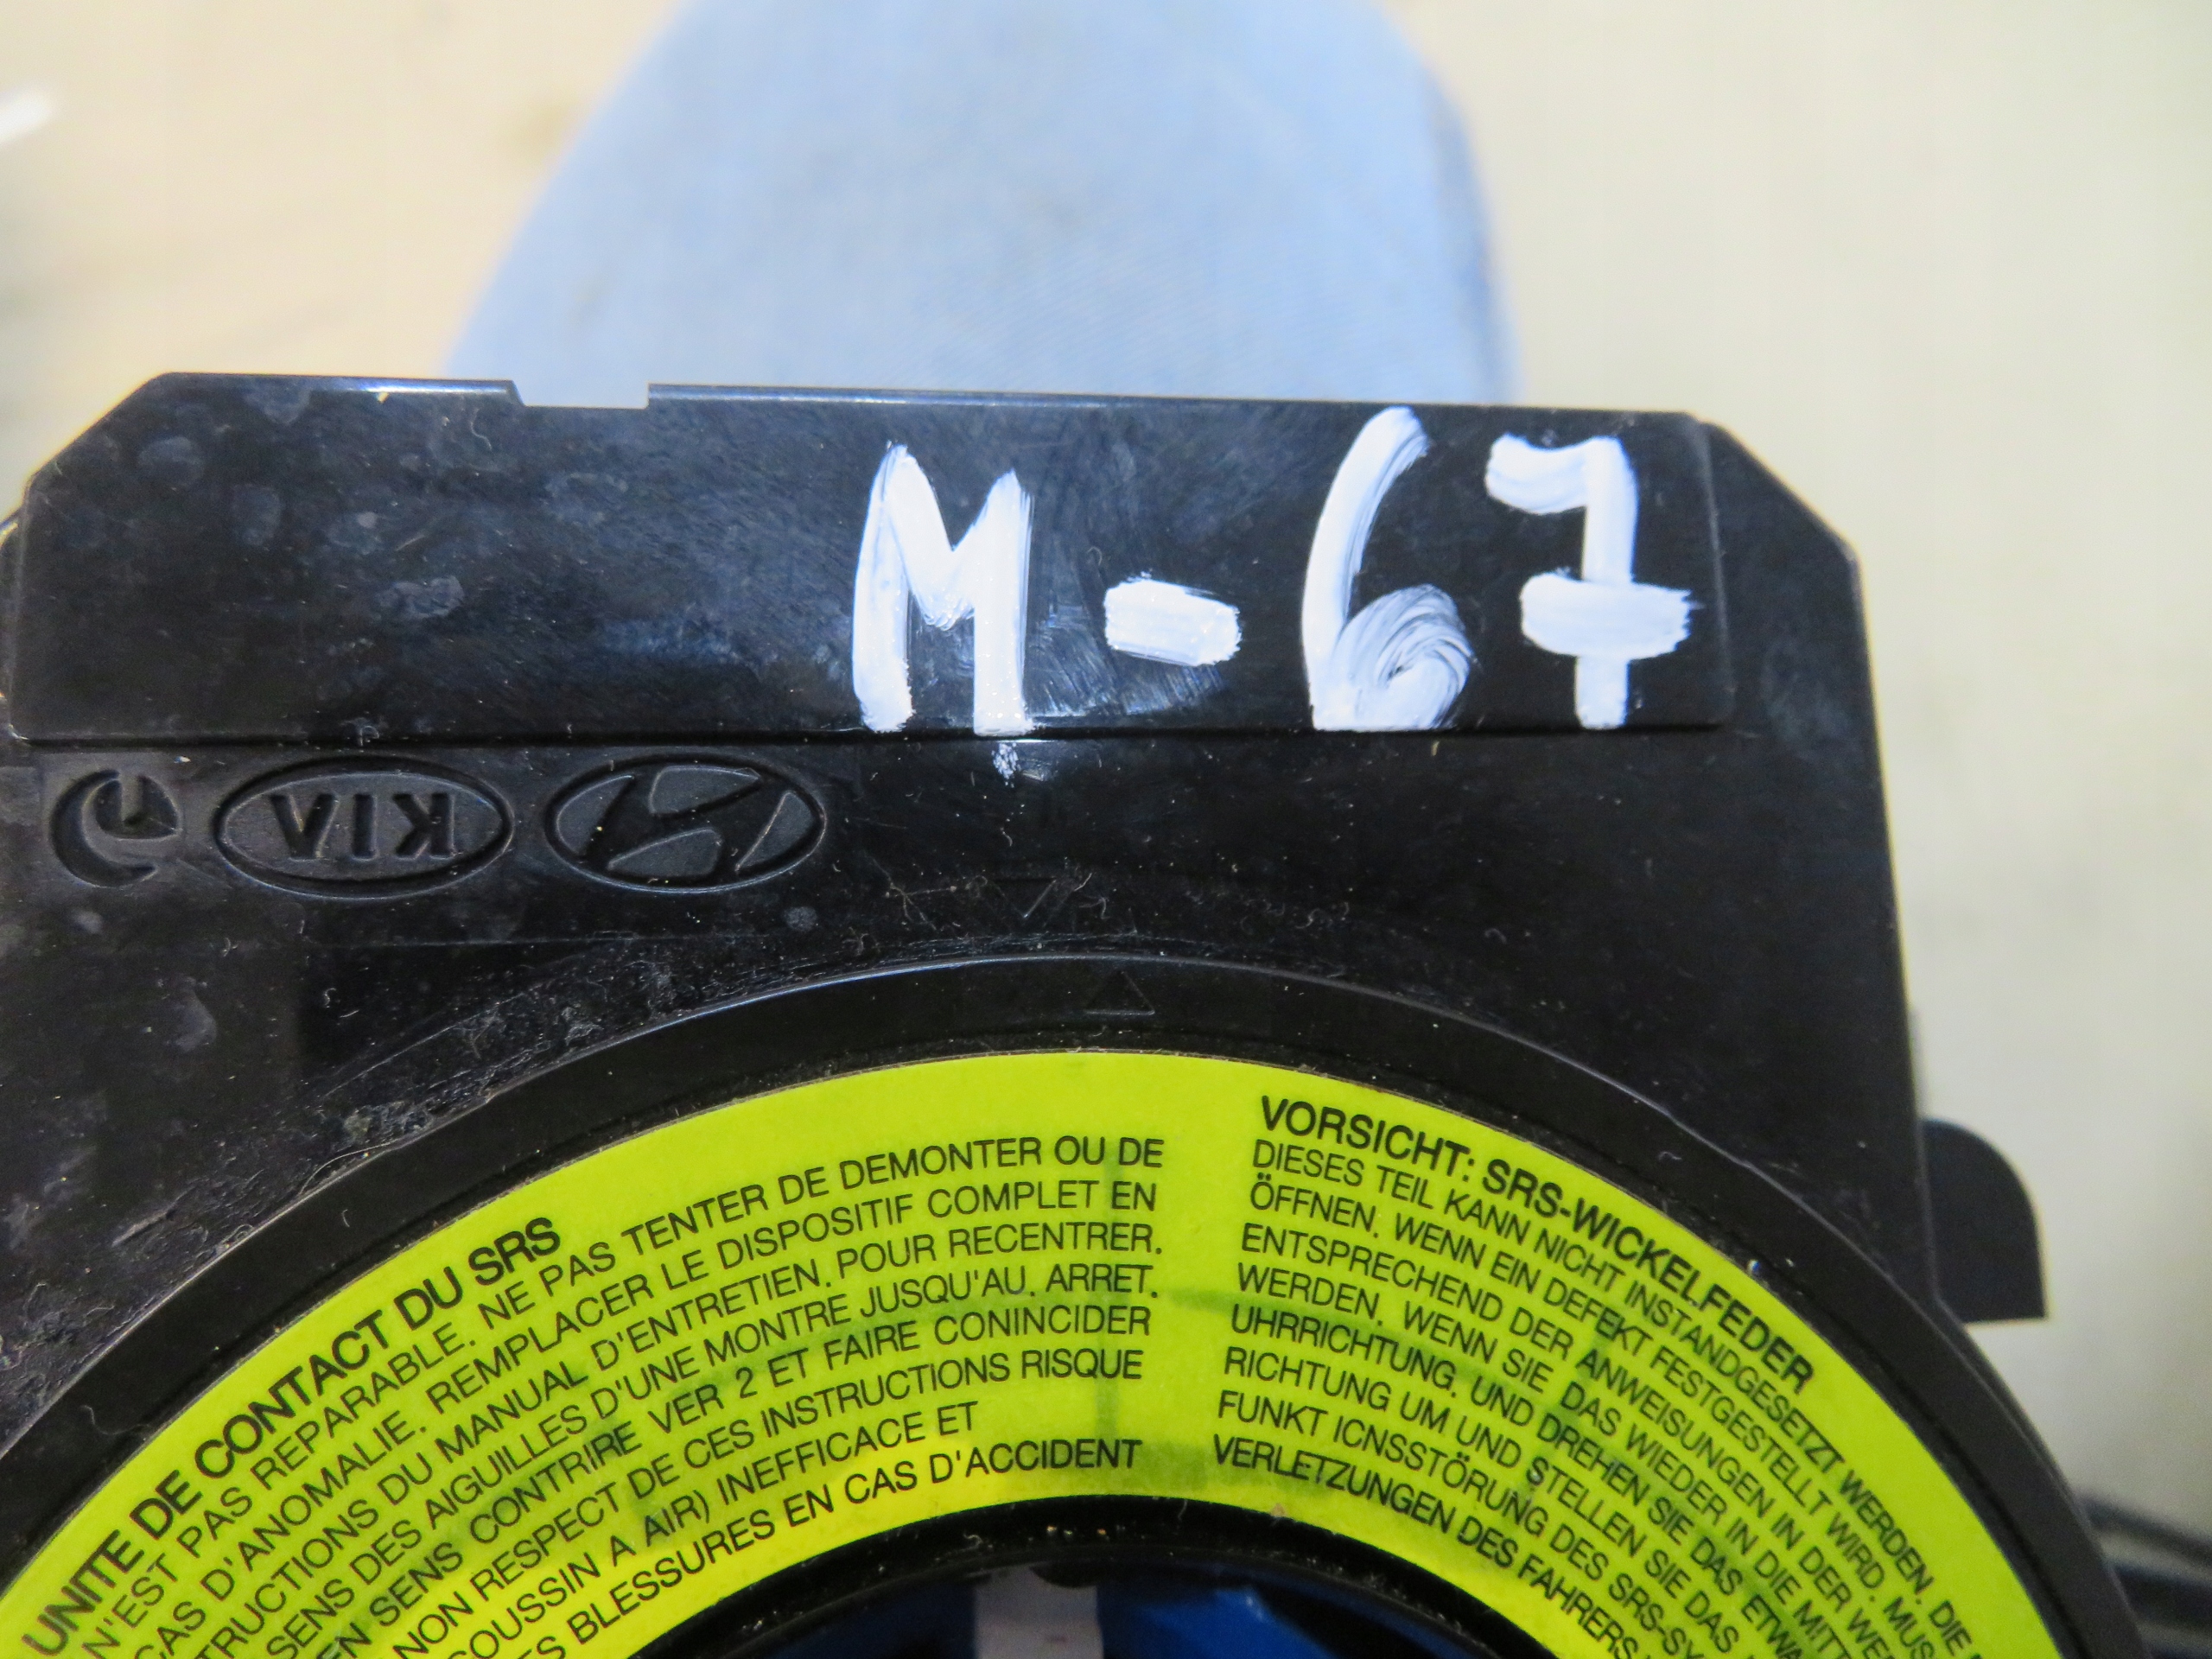 M-67
KIA
UNITE DE CONTACT DU SRS
N'EST PAS REPARABLE. NE PAS TENTER DE DEMONTER OU DE
CAS D'ANOMALIE. REMPLACER LE DISPOSITIF COMPLET EN
DU MANUAL D'ENTRETIEN. POUR RECENTRER.
SENS DES AIGUILLES D'UNE MONTRE JUSQU'AU. ARRET.
EN SENS CONTRIRE VER 2 ET FAIRE CONINCIDER
NON RESPECT DE CES INSTRUCTIONS RISQUE
COUSSIN A AIR) INEFFICACE ET
BLESSURES EN CAS D'ACCIDENT
VORSICHT: SRS-WICKELFEDER
DIESES TEIL KANN NICHT INSTANDGESETZT WERDEN. DIE
ÖFFNEN. WENN EIN DEFEKT FESTGESTELLT WIRD. MUS
ENTSPRECHEND DER ANWEISUNGEN IN DER
WERDEN. WENN SIE DAS WIEDER IN DIE
UHRRICHTUNG. UND DREHEN SIE DAS
RICHTUNG UM UND STELLEN SIE DAS
FUNKT ICNSSTÖRUNG DES
VERLETZUNGEN DES FAHRERS